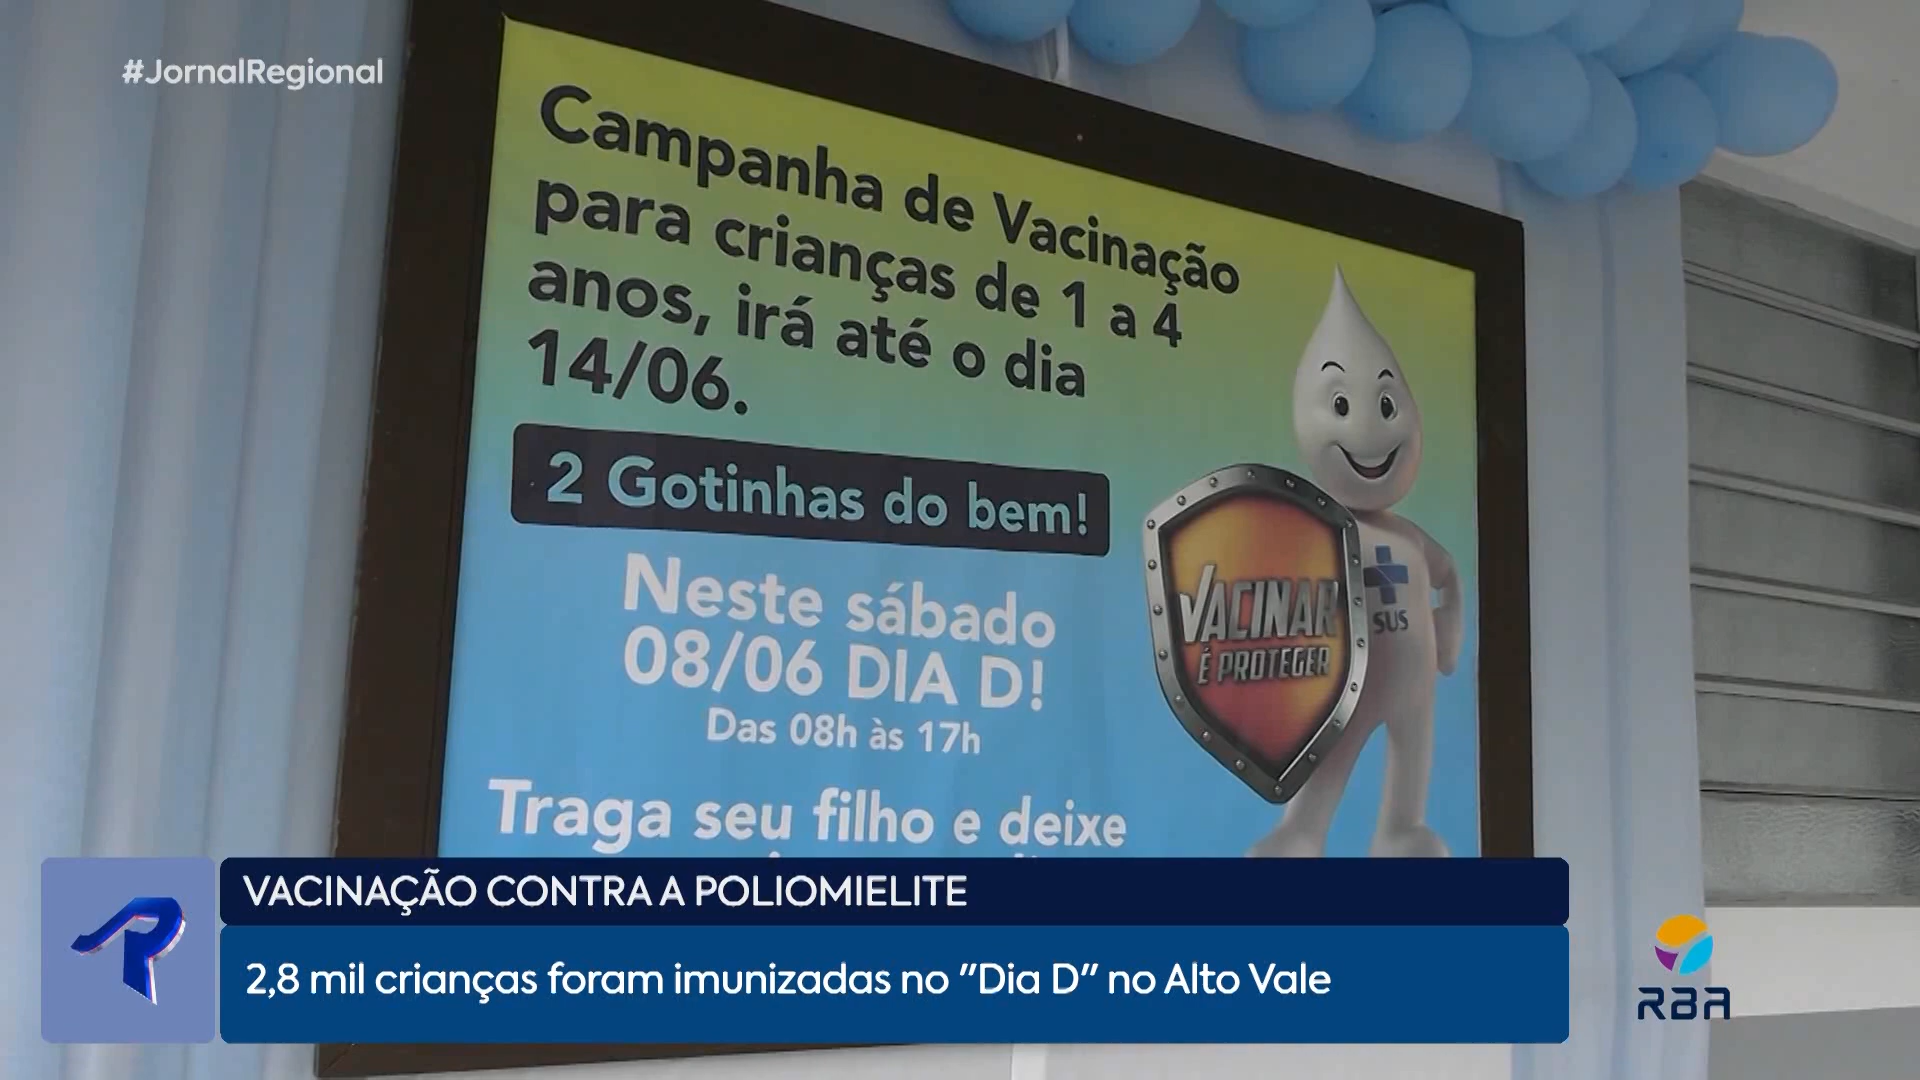 #JornalRegional
Campanha de Vacinação
para crianças de 1 a 4
anos, irá até o dia
14/06.
2 Gotinhas do bem!
Neste sábado
08/06 DIA D!
Das 08h às 17h
Traga seu filho e deixe
VACINAR
É PROTEGER
SUS
VACINAÇÃO CONTRA A POLIOMIELITE
2,8 mil crianças foram imunizadas no "Dia D" no Alto Vale
RBA